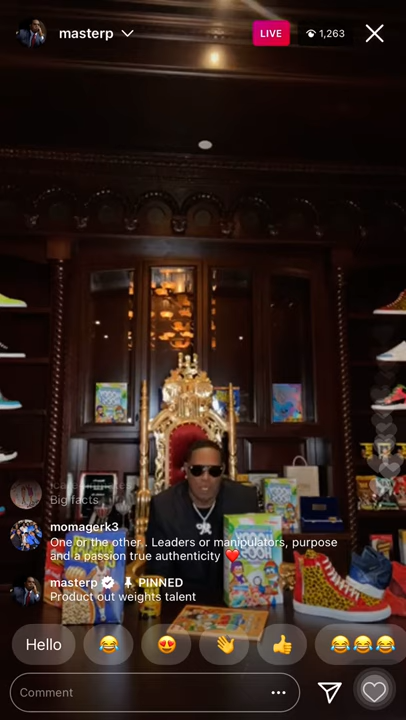 masterp
LIVE
1,263
Big facts
momagerk3
One or the other.. Leaders or manipulators, purpose
and a passion true authenticity
masterp PINNED
Product out weights talent
Hello
Comment